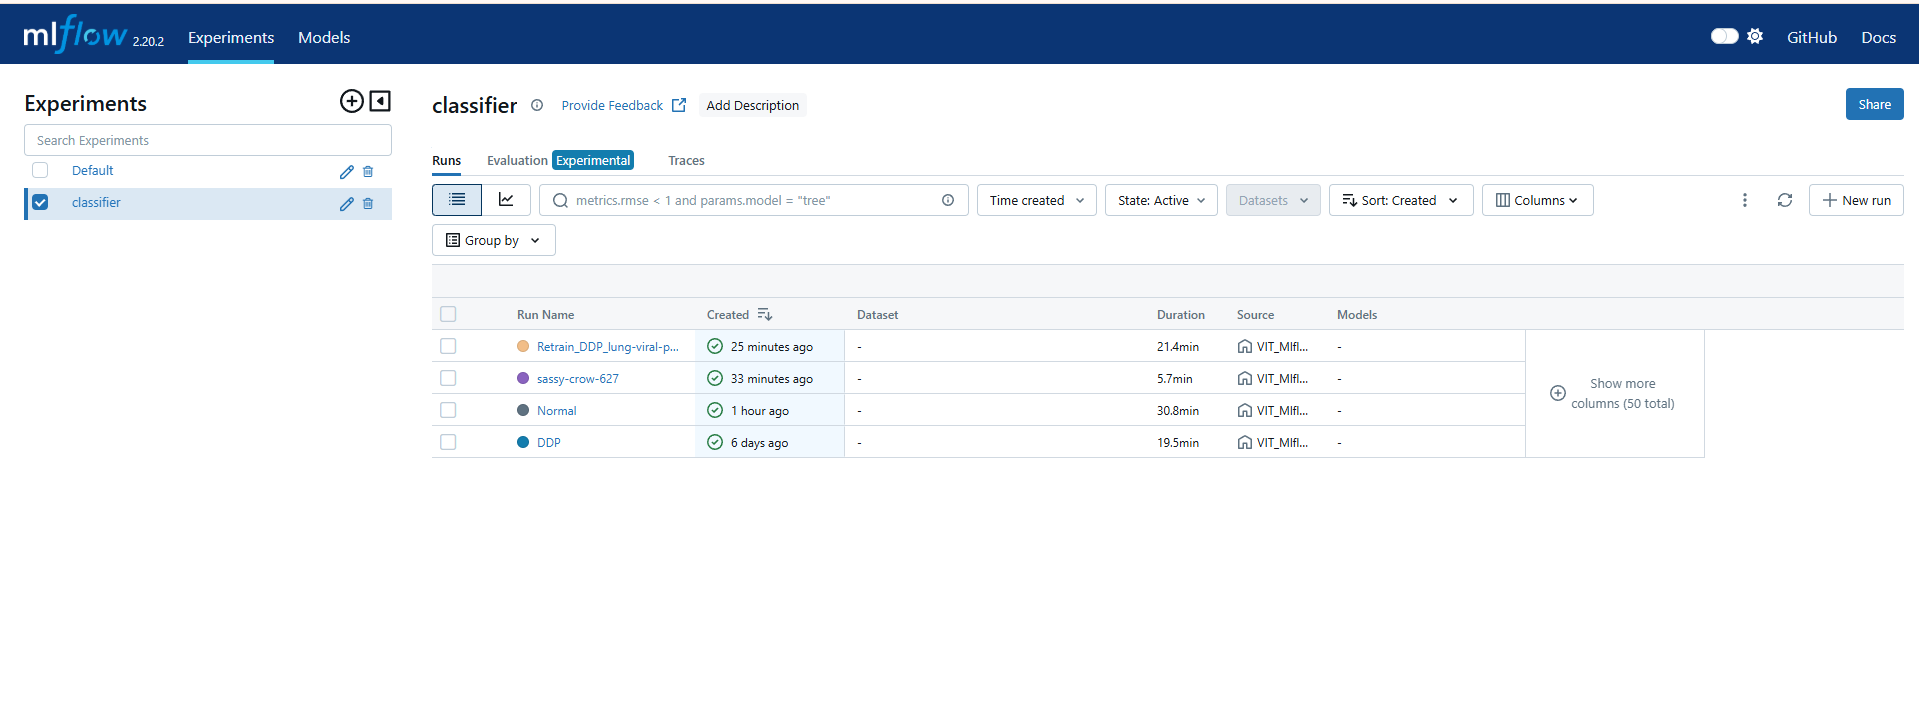 mlflow 2.20.2 Experiments Models GitHub Docs
Experiments
Search Experiments
Default
classifier
classifier Provide Feedback Add Description Share
Runs Evaluation Experimental Traces
metrics.rmse < 1 and params.model = "tree" Time created State: Active Datasets Sort: Created Columns New run
Group by
Run Name Created Dataset Duration Source Models
Retrain_DDP_lung-viral-p... 25 minutes ago - 21.4min VIT_Mlfl... -
sassy-crow-627 33 minutes ago - 5.7min VIT_Mlfl... -
Normal 1 hour ago - 30.8min VIT_Mlfl... -
DDP 6 days ago - 19.5min VIT_Mlfl... -
Show more
columns (50 total)